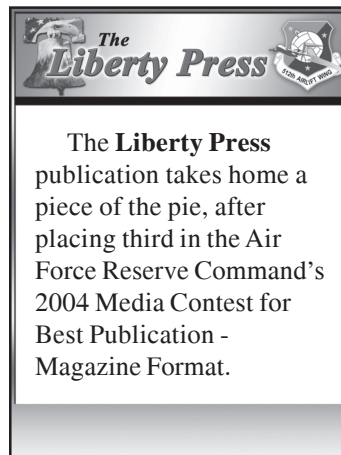 The
Liberty Press
512th AIRLIFT WING
The Liberty Press
publication takes home a
piece of the pie, after
placing third in the Air
Force Reserve Command's
2004 Media Contest for
Best Publication -
Magazine Format.